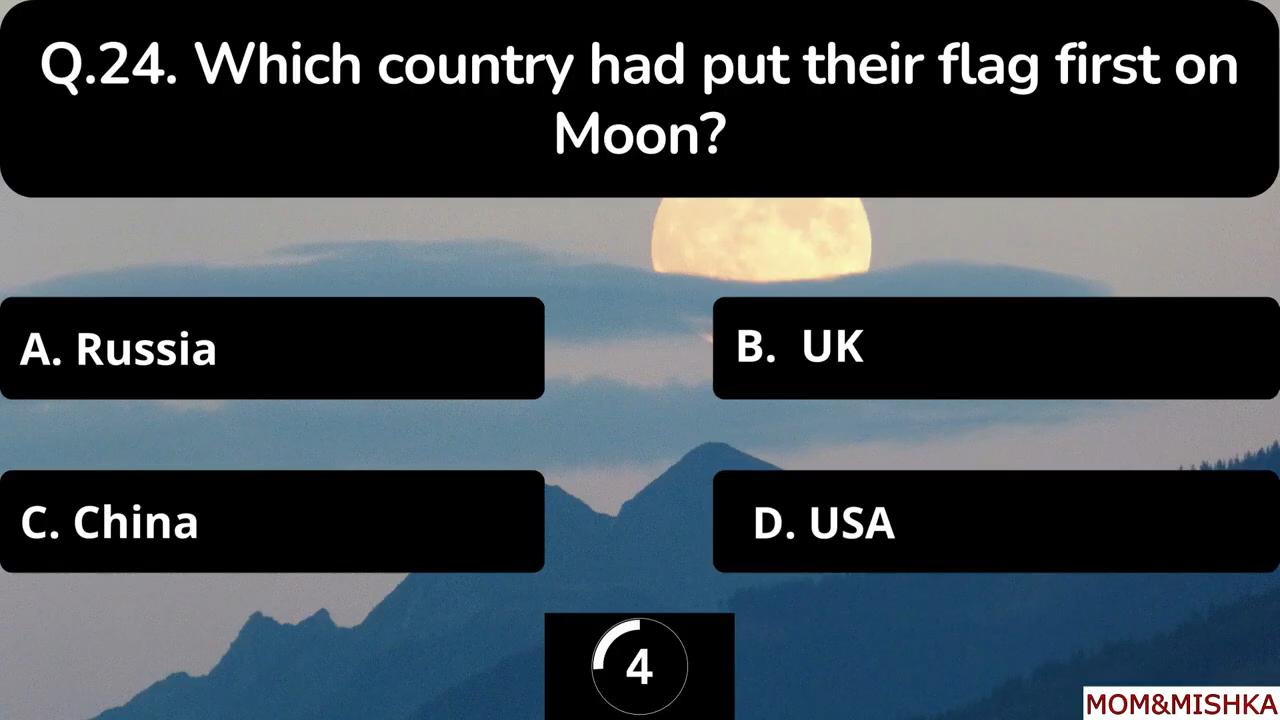 Q.24. Which country had put their flag first on
Moon?
A. Russia
B. UK
C. China
D. USA
4
MOM&MISHKA